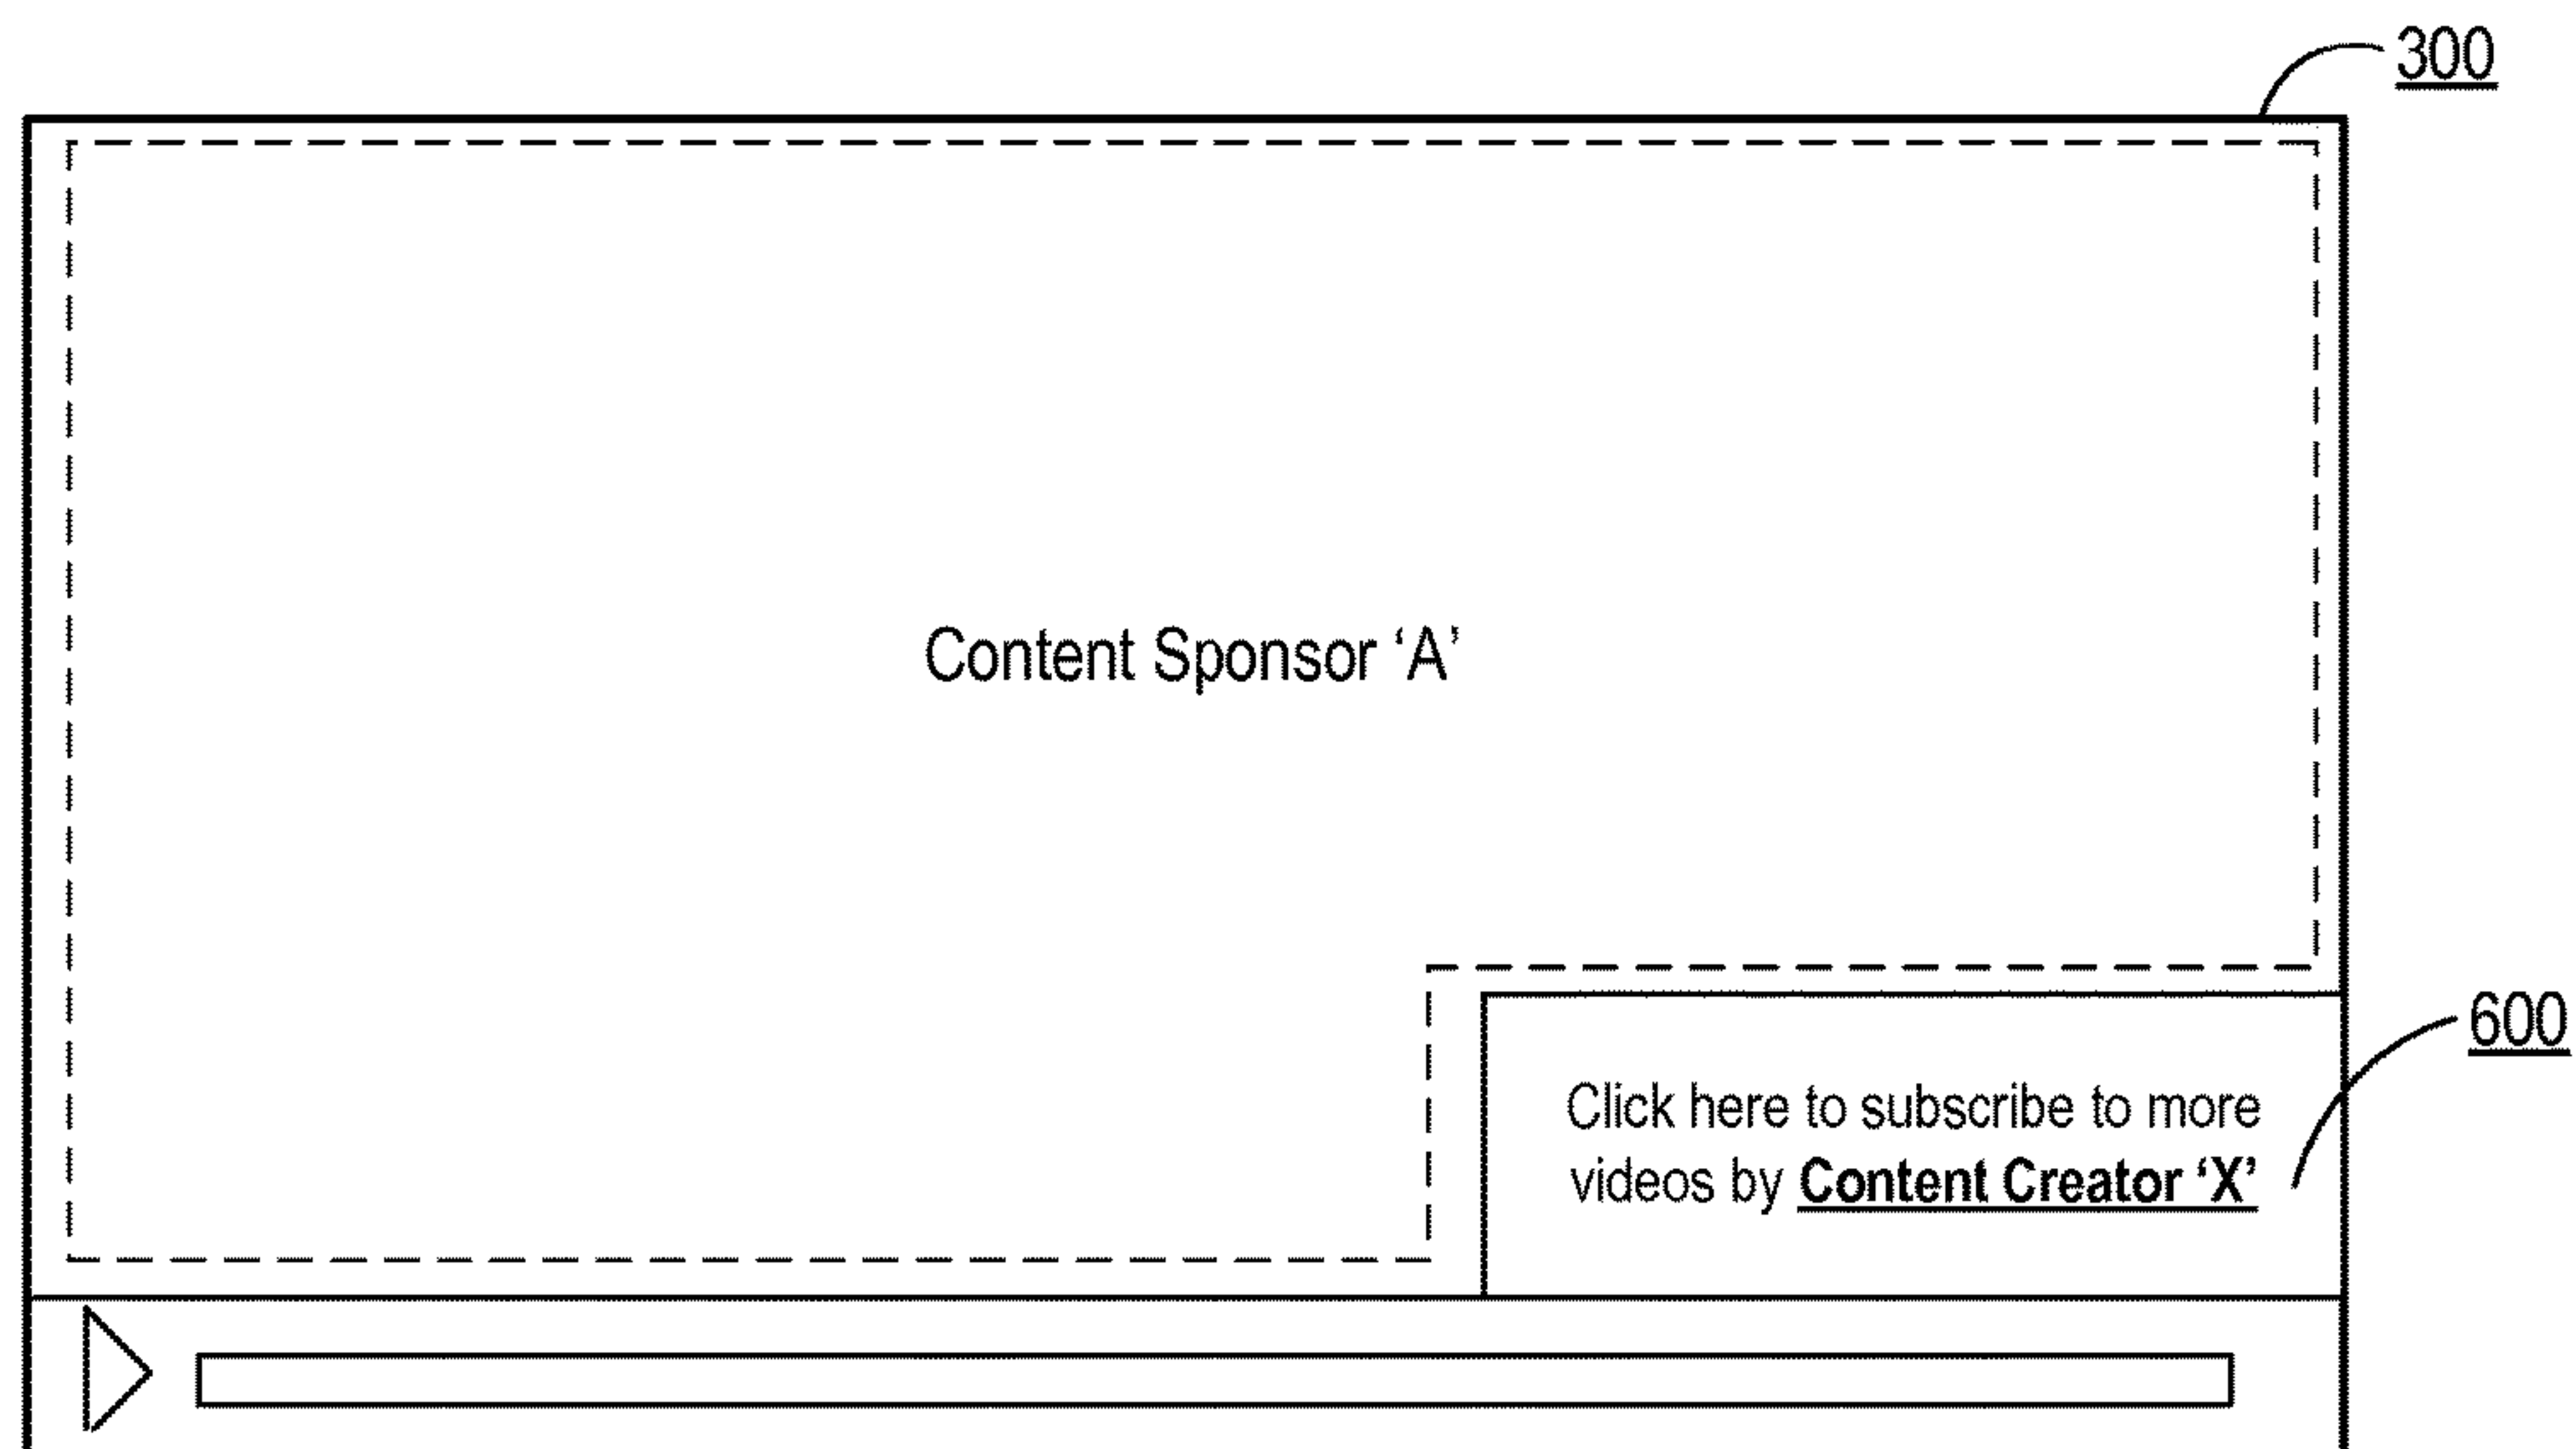 300
Content Sponsor ‘A’
600
Click here to subscribe to more
videos by Content Creator ‘X’